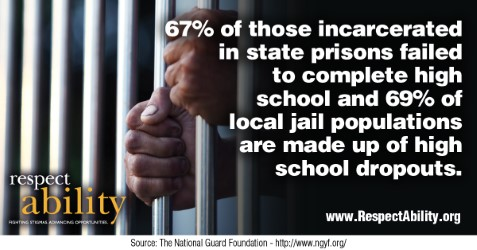 67% of those incarcerated
in state prisons failed
to complete high
school and 69% of
local jail populations
are made up of high
school dropouts.
respect
ability
FIGHTING STIGMAS. ADVANCING OPPORTUNITIES.
www.RespectAbility.org
Source: The National Guard Foundation - http://www.ngyf.org/